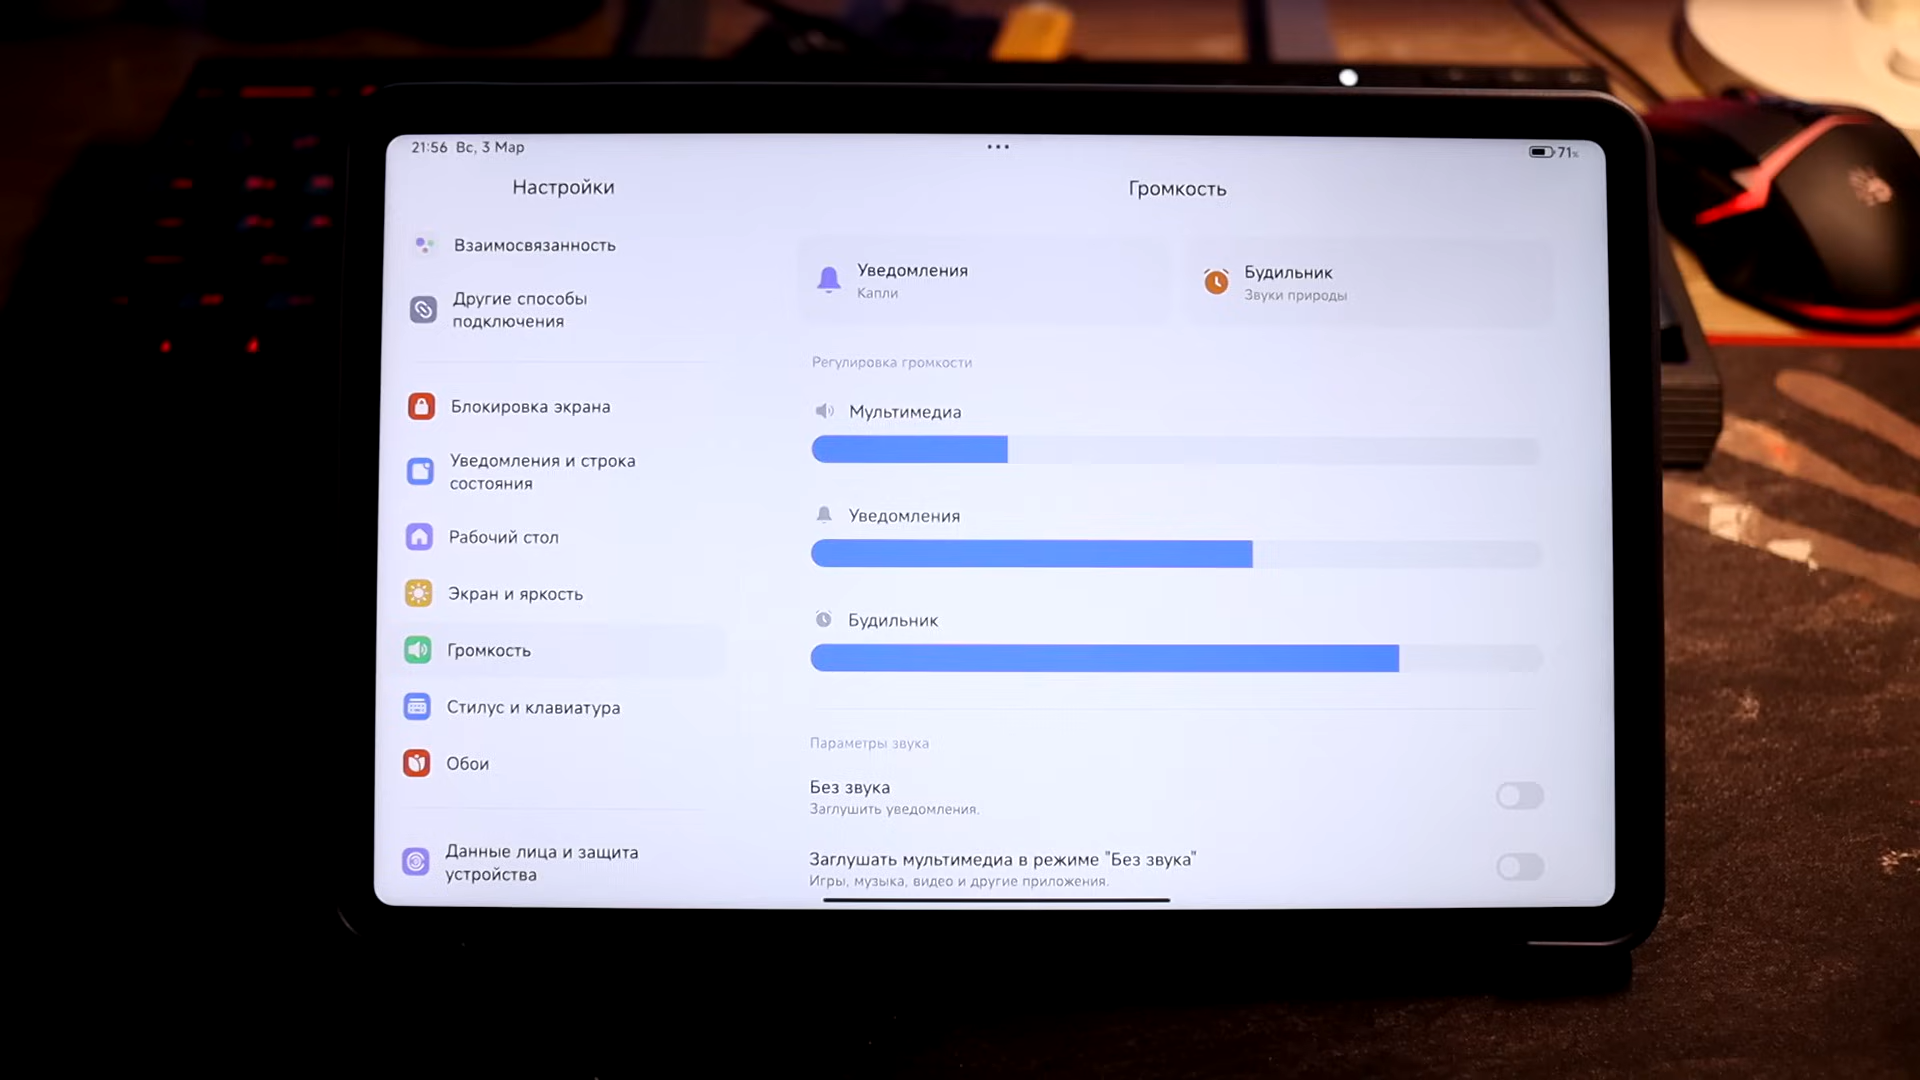 21:56 Вс, 3 Мар
71%
Настройки
Взаимосвязанность
Другие способы
подключения
Блокировка экрана
Уведомления и строка
состояния
Рабочий стол
Экран и яркость
Громкость
Стилус и клавиатура
Обои
Данные лица и защита
устройства
Громкость
Уведомления
Капли
Будильник
Звуки природы
Регулировка громкости
Мультимедиа
Уведомления
Будильник
Параметры звука
Без звука
Заглушить уведомления.
Заглушать мультимедиа в режиме "Без звука"
Игры, музыка, видео и другие приложения.